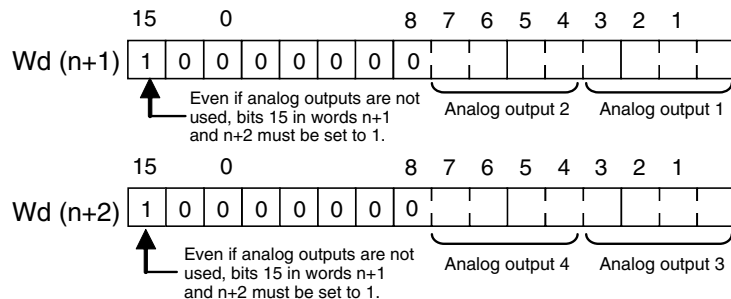 15 0 8 7 6 5 4 3 2 1
Wd (n+1) 1 0 0 0 0 0 0 0
Even if analog outputs are not
used, bits 15 in words n+1
and n+2 must be set to 1.
Analog output 2 Analog output 1
15 0 8 7 6 5 4 3 2 1
Wd (n+2) 1 0 0 0 0 0 0 0
Even if analog outputs are not
used, bits 15 in words n+1
and n+2 must be set to 1.
Analog output 4 Analog output 3